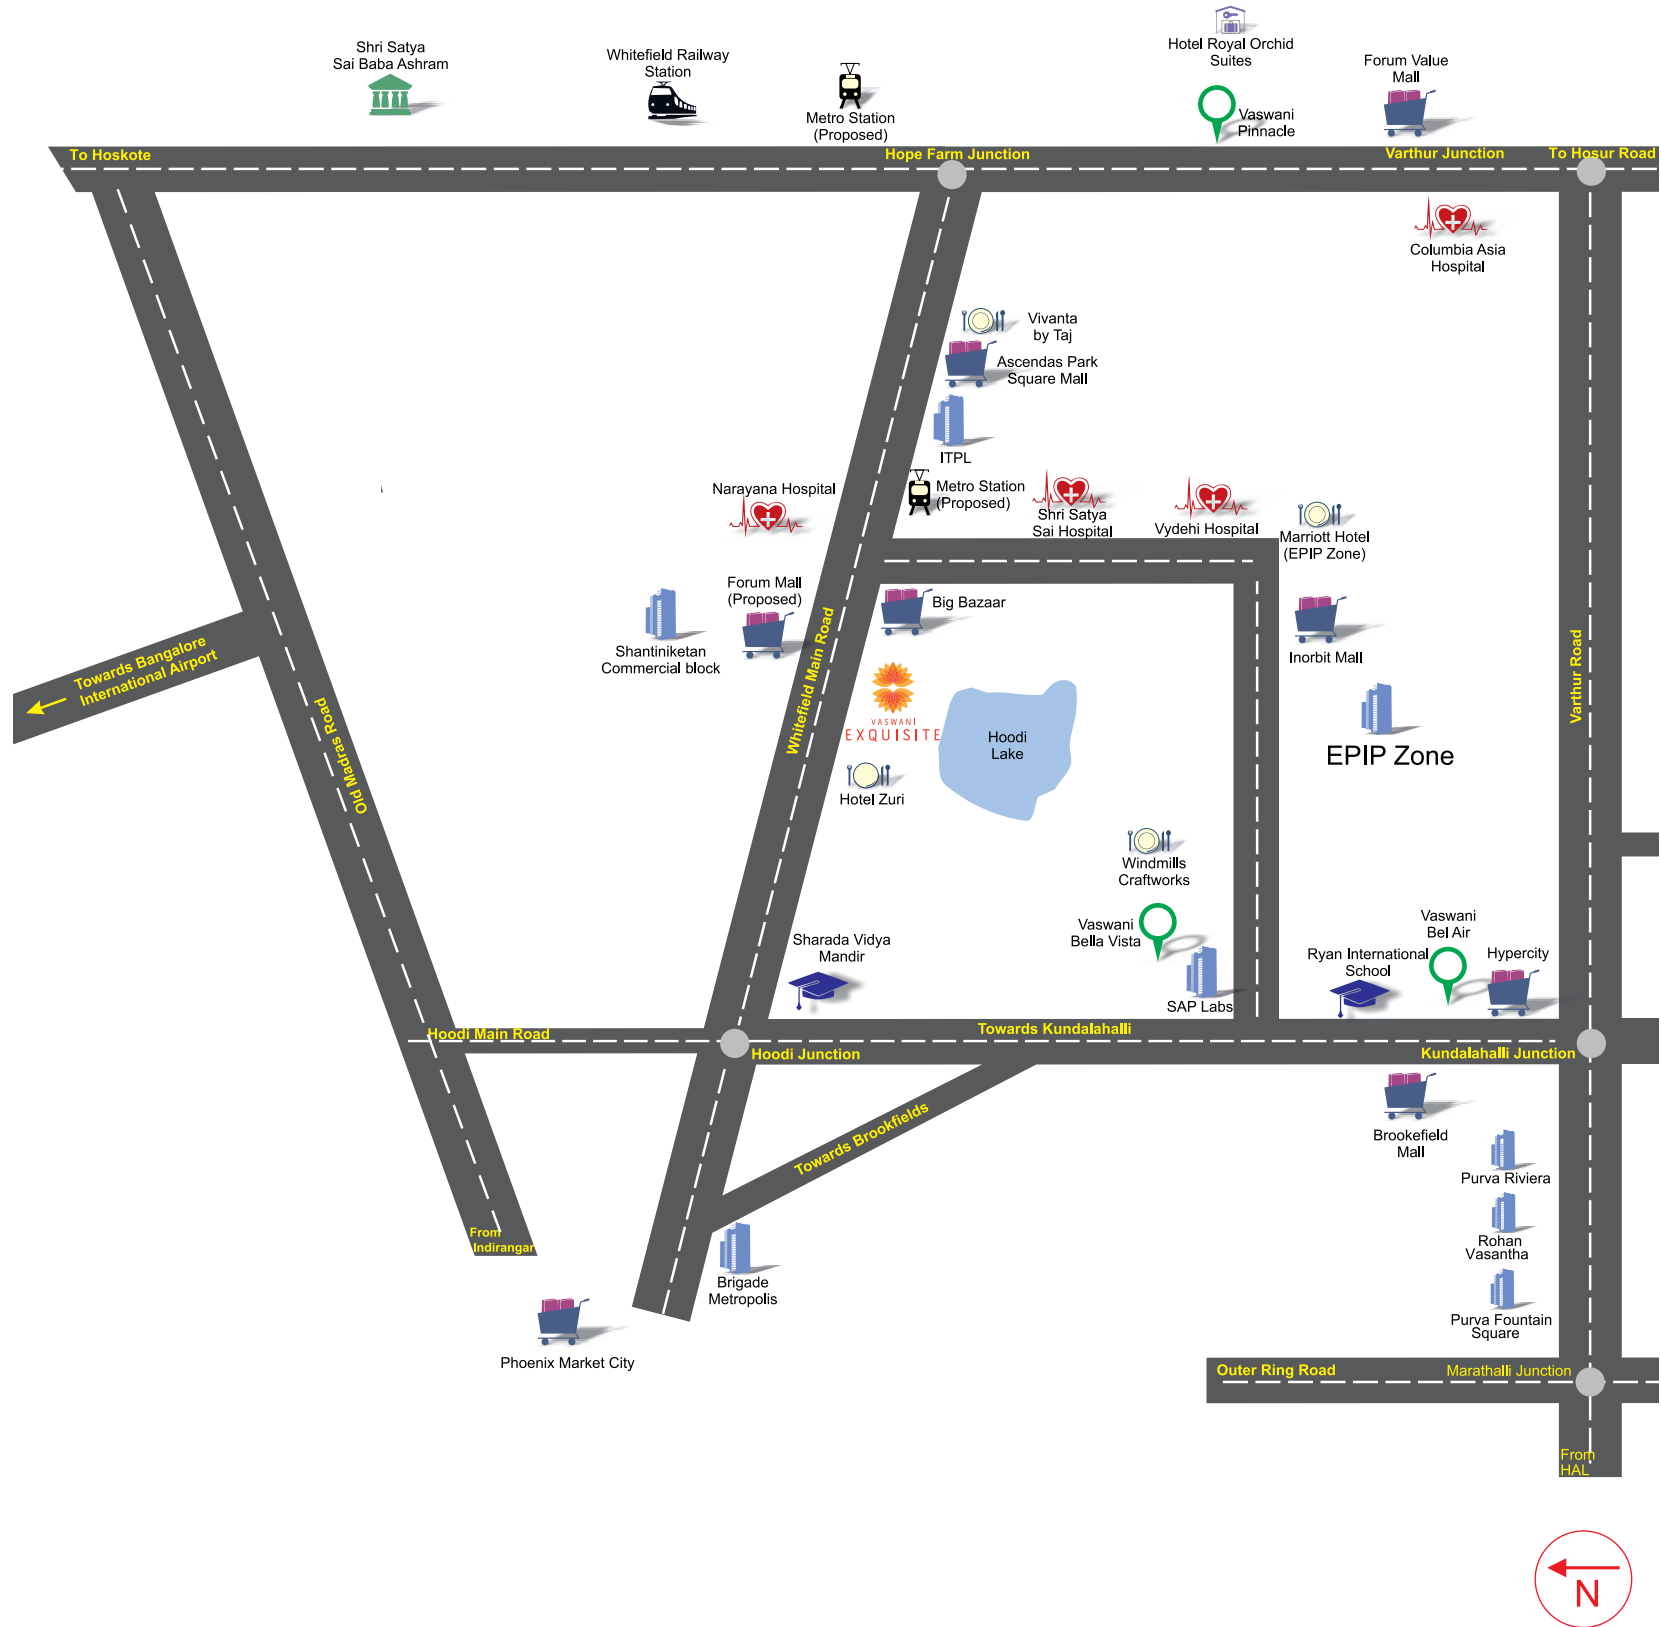 Hotel Royal Orchid
Suites
Shri Satya
Sai Baba Ashram
Whitefield Railway
Station
Forum Value
Mall
Metro Station
(Proposed)
Vaswani
Pinnacle
To Hoskote
Hope Farm Junction
Varthur Junction
To Hosur Road
Columbia Asia
Hospital
Vivanta
by Taj
Ascendas Park
Square Mall
ITPL
Narayana Hospital
Metro Station
(Proposed)
Shri Satya
Sai Hospital
Vydehi Hospital
Marriott Hotel
(EPIP Zone)
Forum Mall
(Proposed)
Big Bazaar
Shantiniketan
Commercial block
Inorbit Mall
Towards Bangalore
International Airport
Whitefield Main Road
Varthur Road
Old Madras Road
VASWANI
EXQUISITE
Hoodi
Lake
EPIP Zone
Hotel Zuri
Windmills
Craftworks
Vaswani
Bella Vista
Vaswani
Bel Air
Sharada Vidya
Mandir
Ryan International
School
Hypercity
SAP Labs
Hoodi Main Road
Towards Kundalahalli
Hoodi Junction
Kundalahalli Junction
Towards Brookfields
Brookefield
Mall
Purva Riviera
From
Indirangar
Rohan
Vasantha
Brigade
Metropolis
Purva Fountain
Square
Phoenix Market City
Outer Ring Road
Marathalli Junction
From
HAL
N